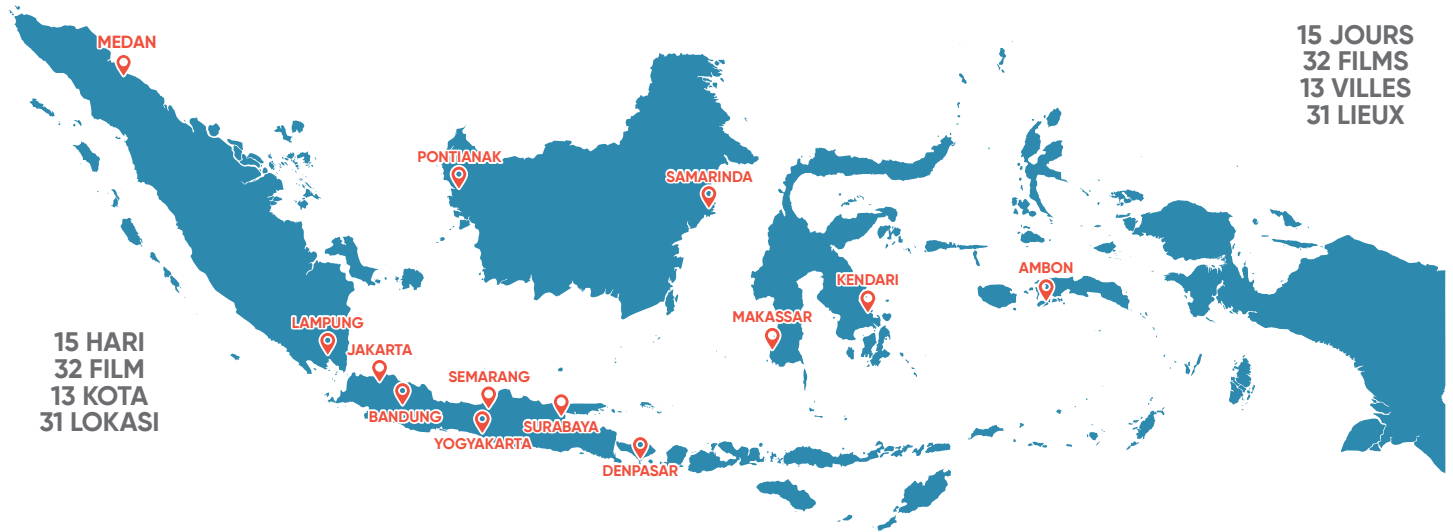 MEDAN
15 JOURS
32 FILMS
13 VILLES
31 LIEUX
PONTIANAK
SAMARINDA
AMBON
KENDARI
MAKASSAR
LAMPUNG
JAKARTA
SEMARANG
BANDUNG
SURABAYA
YOGYAKARTA
DENPASAR
15 HARI
32 FILM
13 KOTA
31 LOKASI